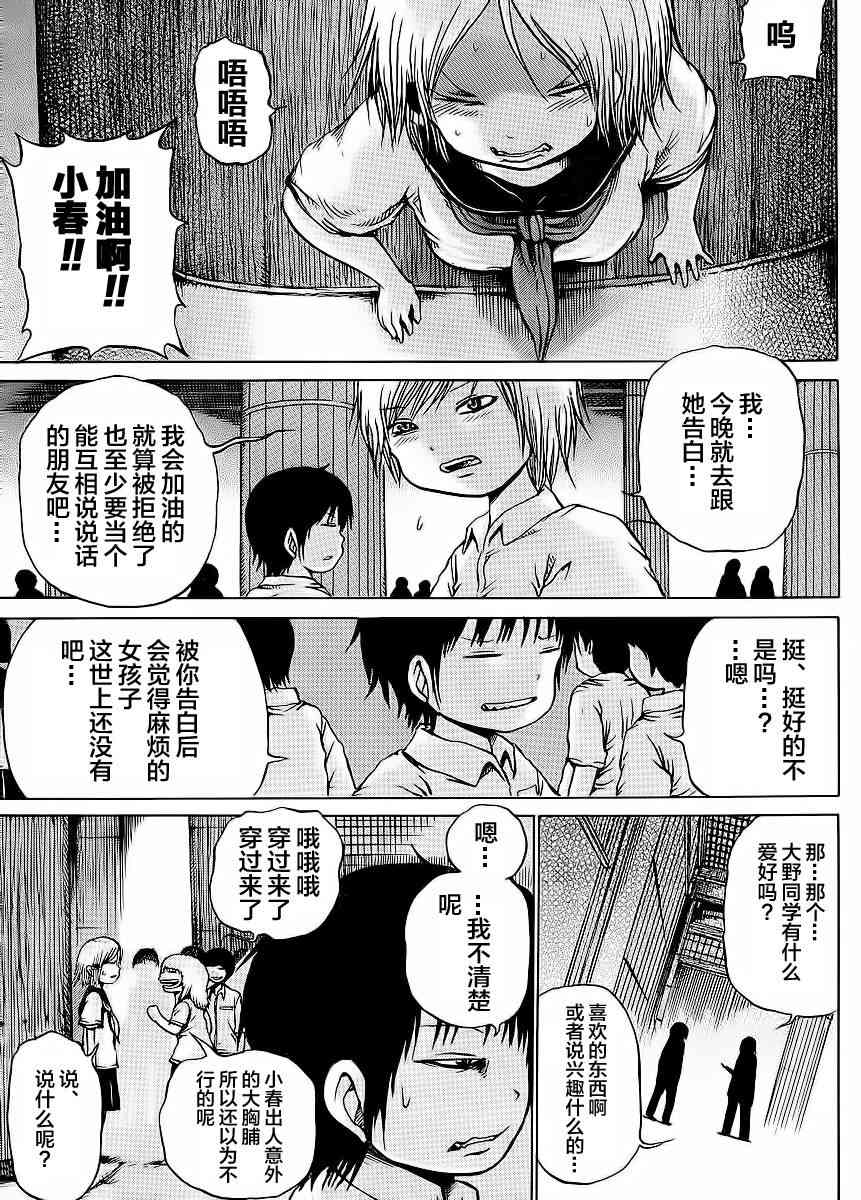 呜
唔唔唔
加油啊!!
小春!!
我…
今晚就去跟
她告白…
我会加油的
就算被拒绝了
也至少要当个
能互相说说话
的朋友吧…
挺、挺好的不
是吗…?
…嗯
被你告白后
会觉得麻烦的
女孩子
这世上还没有
吧…
那…那个…
大野同学有什么
爱好吗?
喜欢的东西啊
或者说兴趣什么的…
嗯…
…我不清楚
呢
哦哦哦
穿过来了
穿过来了
小春出人意外
的大胸脯
所以还以为不
行的呢
说、
说什么呢?